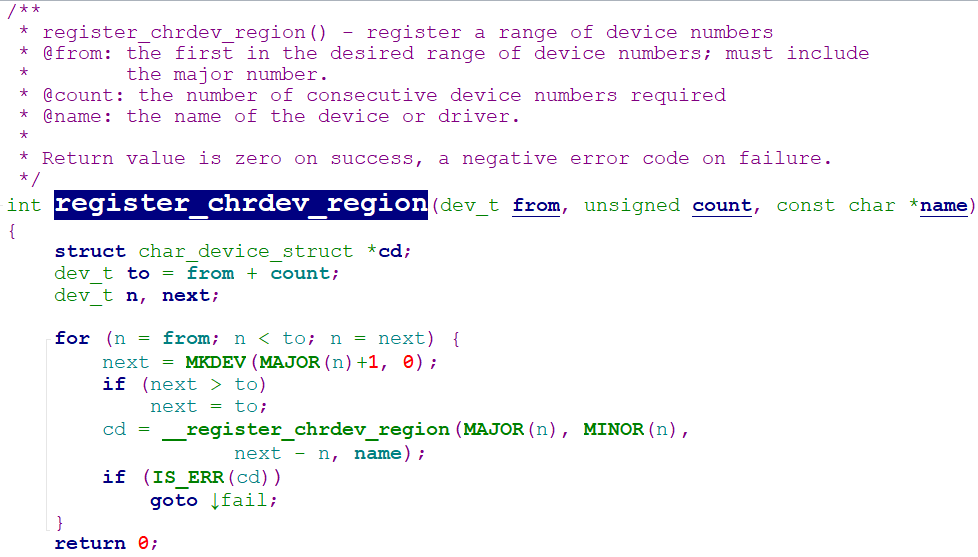 /**
 * register_chrdev_region() - register a range of device numbers
 * @from: the first in the desired range of device numbers; must include
 *        the major number.
 * @count: the number of consecutive device numbers required
 * @name: the name of the device or driver.
 *
 * Return value is zero on success, a negative error code on failure.
 */
int register_chrdev_region(dev_t from, unsigned count, const char *name)
{
    struct char_device_struct *cd;
    dev_t to = from + count;
    dev_t n, next;

    for (n = from; n < to; n = next) {
        next = MKDEV(MAJOR(n)+1, 0);
        if (next > to)
            next = to;
        cd = __register_chrdev_region(MAJOR(n), MINOR(n),
                   next - n, name);
        if (IS_ERR(cd))
            goto ↓fail;
    }
    return 0;